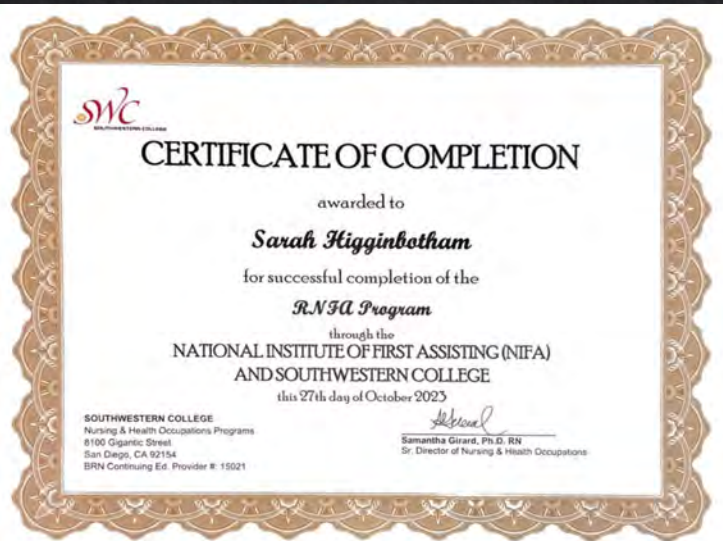 SWC
SOUTHWESTERN COLLEGE
CERTIFICATE OF COMPLETION
awarded to
Sarah Higginbotham
for successful completion of the
RNFA Program
through the
NATIONAL INSTITUTE OF FIRST ASSISTING (NIFA)
AND SOUTHWESTERN COLLEGE
this 27th day of October 2023
SOUTHWESTERN COLLEGE
Nursing & Health Occupations Programs
8100 Gigantic Street
San Diego, CA 92154
BRN Continuing Ed. Provider #: 15021
Samantha Girard, Ph.D. RN
Sr. Director of Nursing & Health Occupations